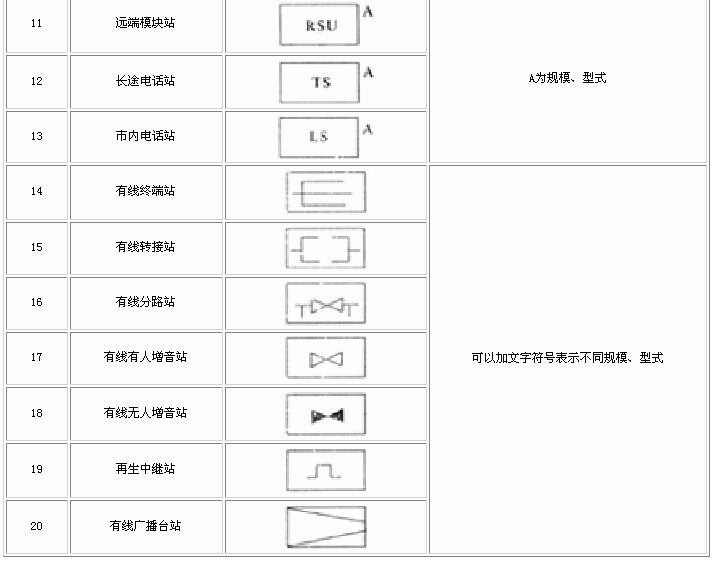 11 远端模块站 RSU A
12 长途电话站 TS A A为规模、型式
13 市内电话站 LS A
14 有线终端站
15 有线转接站
16 有线分路站
17 有线有人增音站 可以加文字符号表示不同规模、型式
18 有线无人增音站
19 再生中继站
20 有线广播台站